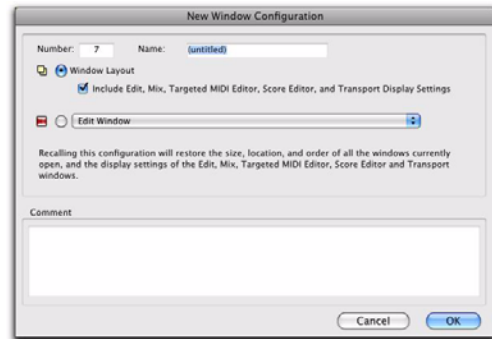 New Window Configuration
Number: 7 Name: (untitled)
Window Layout
Include Edit, Mix, Targeted MIDI Editor, Score Editor, and Transport Display Settings
Edit Window
Recalling this configuration will restore the size, location, and order of all the windows currently
open, and the display settings of the Edit, Mix, Targeted MIDI Editor, Score Editor and Transport
windows.
Comment
Cancel OK